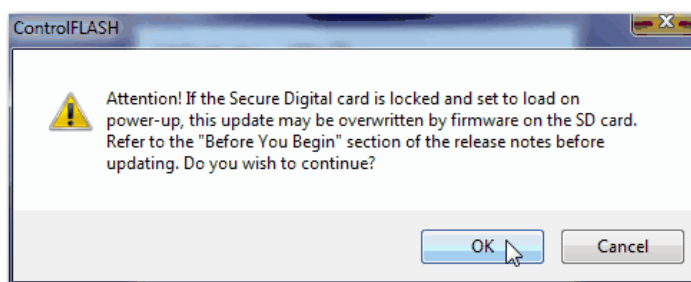 ControlFLASH
Attention! If the Secure Digital card is locked and set to load on
power-up, this update may be overwritten by firmware on the SD card.
Refer to the "Before You Begin" section of the release notes before
updating. Do you wish to continue?
OK
Cancel